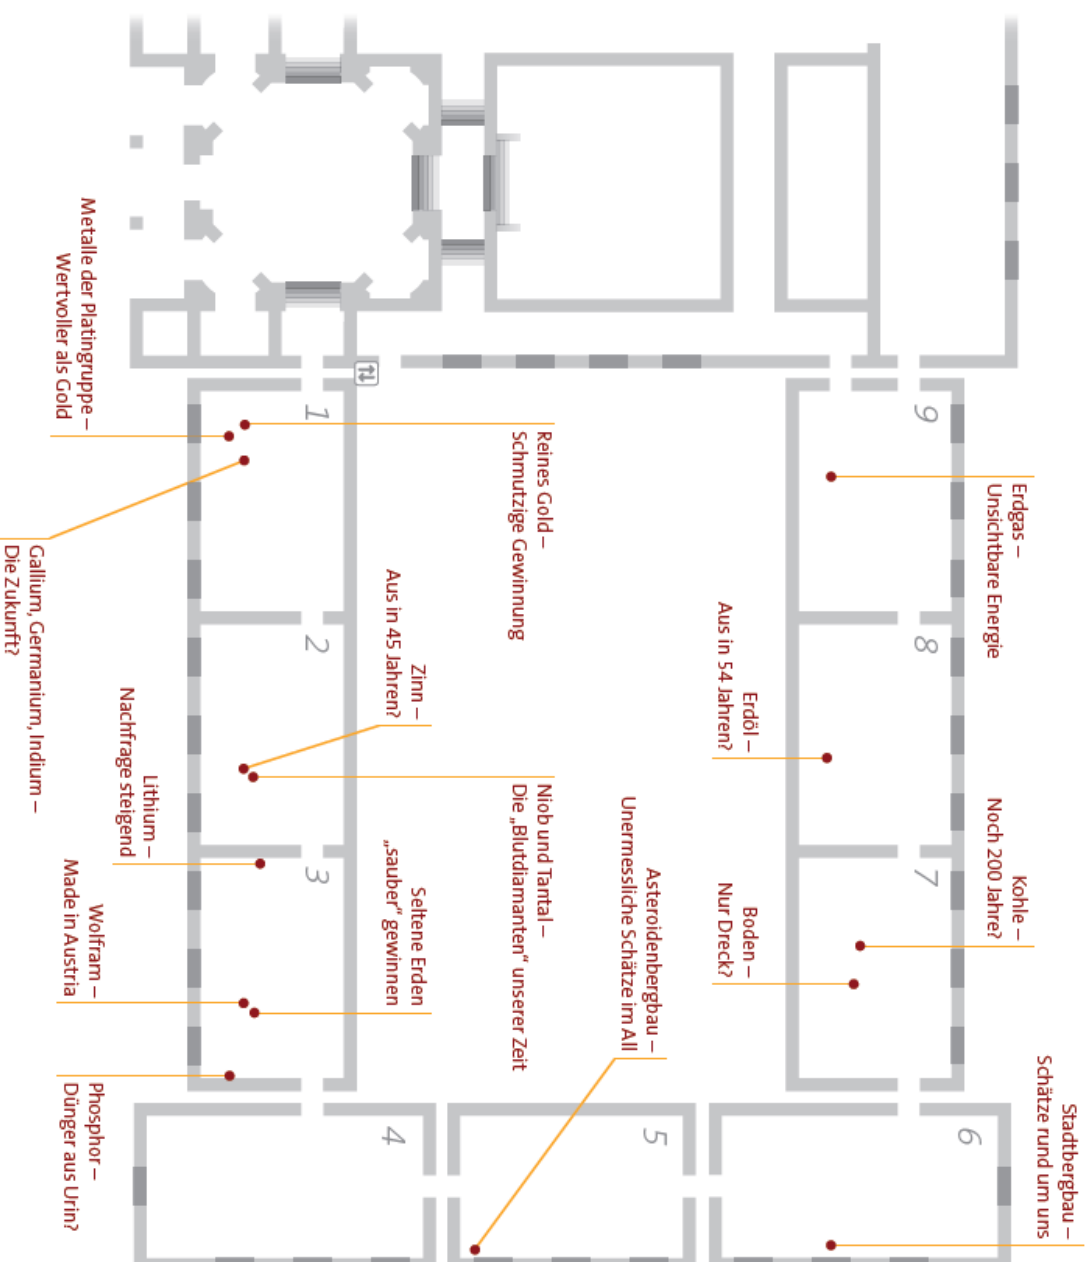 Metalle der Platingruppe –
Wertvoller als Gold
Gallium, Germanium, Indium –
Die Zukunft?
Reines Gold –
Schmutzige Gewinnung
1
2
Zinn –
Aus in 45 Jahren?
Niob und Tantal –
Die „Blutdiamanten“ unserer Zeit
Lithium –
Nachfrage steigend
3
Seltene Erden
„sauber“ gewinnen
Wolfram –
Made in Austria
Phosphor –
Dünger aus Urin?
4
5
Asteroidenbergbau –
Unermessliche Schätze im All
6
Stadtbergbau –
Schätze rund um uns
7
Kohle –
Noch 200 Jahre?
Boden –
Nur Dreck?
8
Erdöl –
Aus in 54 Jahren?
9
Erdgas –
Unsichtbare Energie